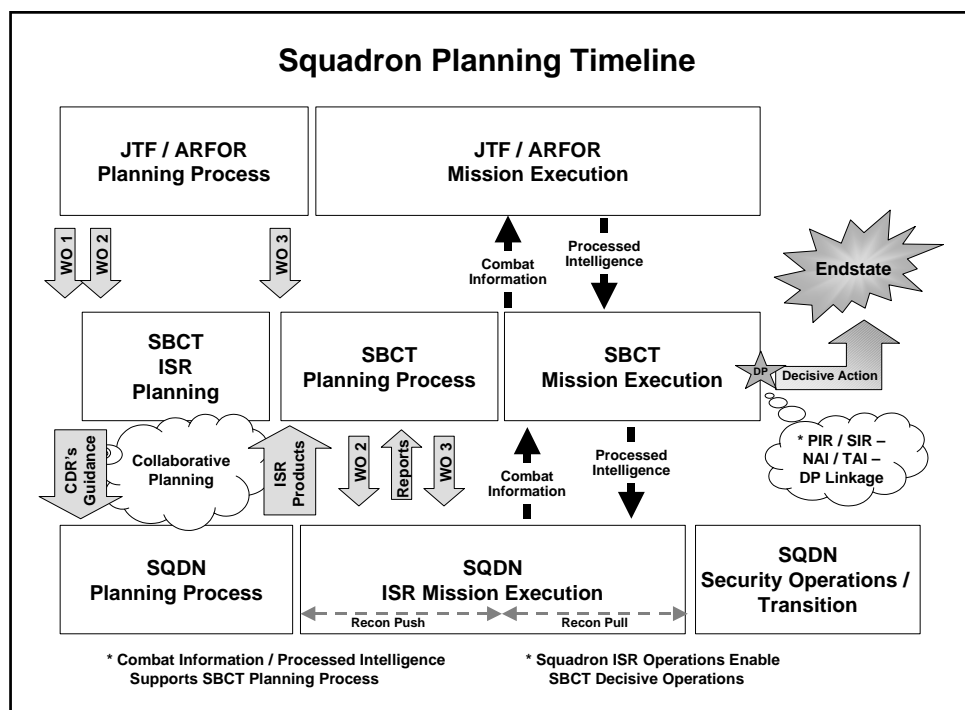 Squadron Planning Timeline
JTF / ARFOR
Planning Process
JTF / ARFOR
Mission Execution
WO 1
WO 2
WO 3
Combat
Information
Processed
Intelligence
Endstate
SBCT
ISR
Planning
SBCT
Planning Process
SBCT
Mission Execution
DP
Decisive Action
CDR's
Guidance
Collaborative
Planning
ISR
Products
WO 2
Reports
WO 3
Combat
Information
Processed
Intelligence
* PIR / SIR –
NAI / TAI –
DP Linkage
SQDN
Planning Process
SQDN
ISR Mission Execution
Recon Push
Recon Pull
SQDN
Security Operations /
Transition
* Combat Information / Processed Intelligence
Supports SBCT Planning Process
* Squadron ISR Operations Enable
SBCT Decisive Operations